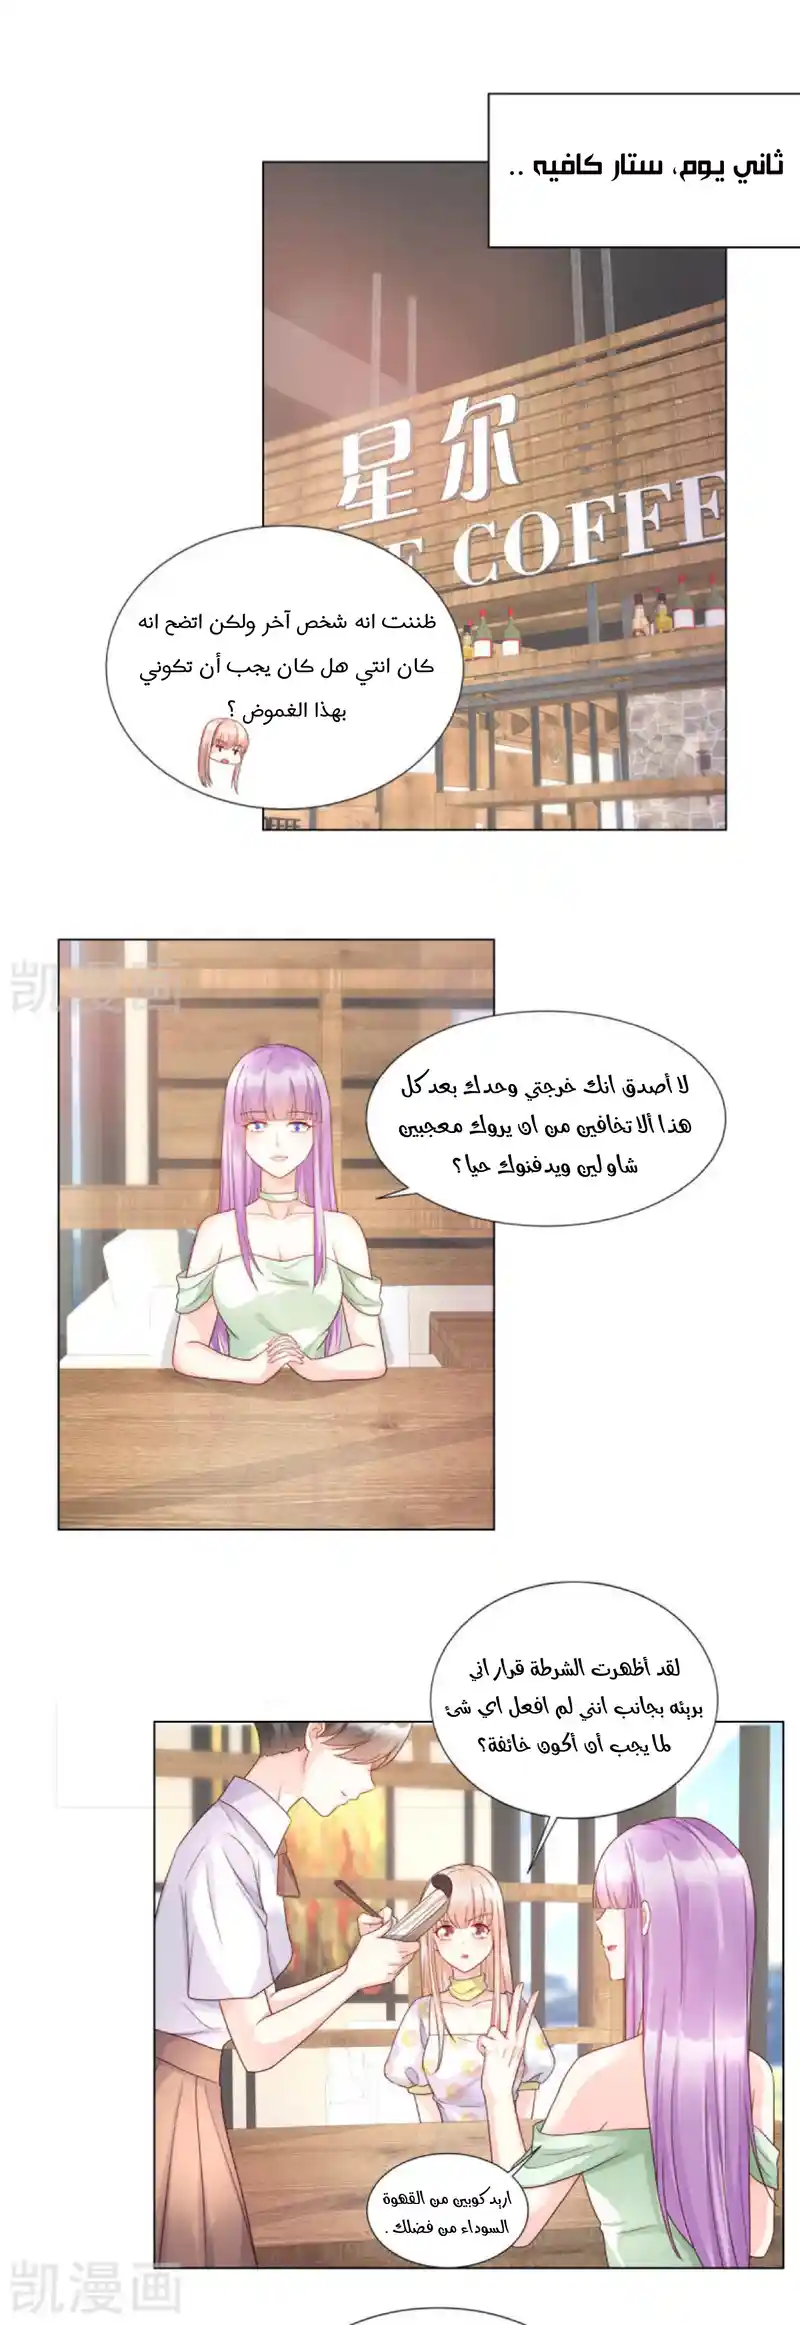 ثاني يوم، ستار كافيه ..
星尔
COFFE
ظننت انه شخص آخر ولكن اتضح انه
كان انتي هل كان يجب أن تكوني
بهذا الغموض ؟
凯漫画
لا أصدق انك خرجتي وحدك بعد كل
هذا ألا تخافين من ان يروك معجبين
شاو لين ويدفنوك حيا ؟
لقد أظهرت الشرطة قرار اني
بريئه بجانب انني لم افعل اي شئ
لما يجب أن أكون خائفة؟
اريد كوبين من القهوة
السوداء من فضلك .
凯漫画